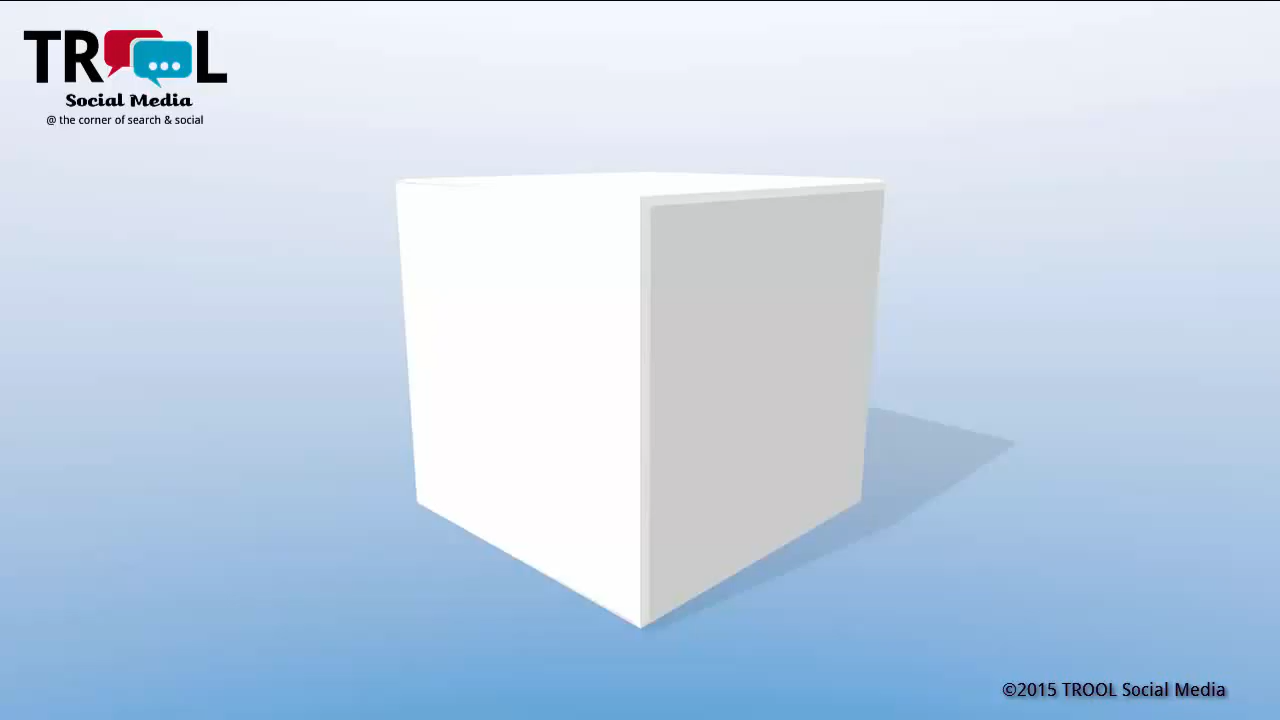 TROOL
Social Media
@ the corner of search & social
©2015 TROOL Social Media